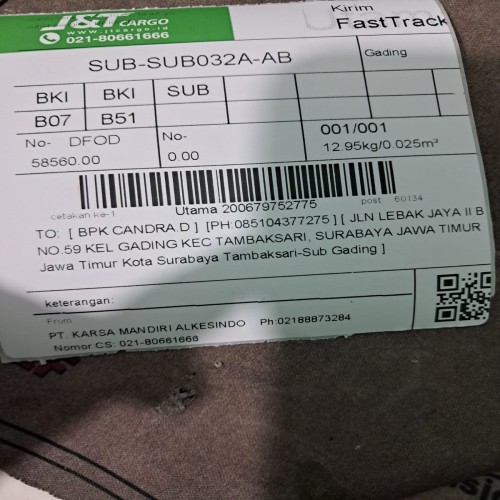 J&T CARGO
www.jtcargo.id
021-80661666
Kirim
FastTrack
SUB-SUB032A-AB
Gading
BKI BKI SUB
B07 B51
No- DFOD No- 001/001
58560.00 0.00 12.95kg/0.025m³
cetakan ke-1 Utama 200679752775 post 60134
TO: [ BPK CANDRA D ] [PH:085104377275 ] [ JLN LEBAK JAYA II B
NO.59 KEL GADING KEC TAMBAKSARI, SURABAYA JAWA TIMUR
Jawa Timur Kota Surabaya Tambaksari-Sub Gading ]
keterangan:
From
PT. KARSA MANDIRI ALKESINDO Ph:02188873284
Nomor CS: 021-80661666